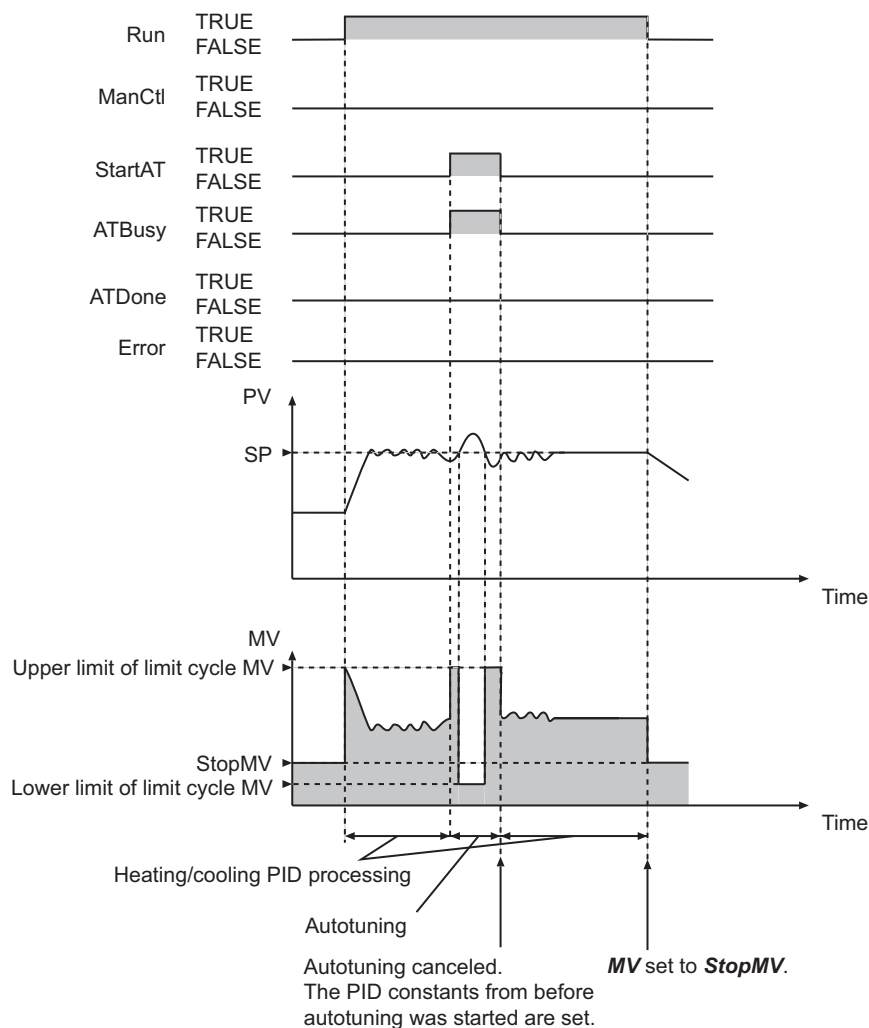 Run TRUE
FALSE
ManCtl TRUE
FALSE
StartAT TRUE
FALSE
ATBusy TRUE
FALSE
ATDone TRUE
FALSE
Error TRUE
FALSE
PV
SP
Time
MV
Upper limit of limit cycle MV
StopMV
Lower limit of limit cycle MV
Time
Heating/cooling PID processing
Autotuning
Autotuning canceled.
The PID constants from before
autotuning was started are set.
MV set to StopMV.